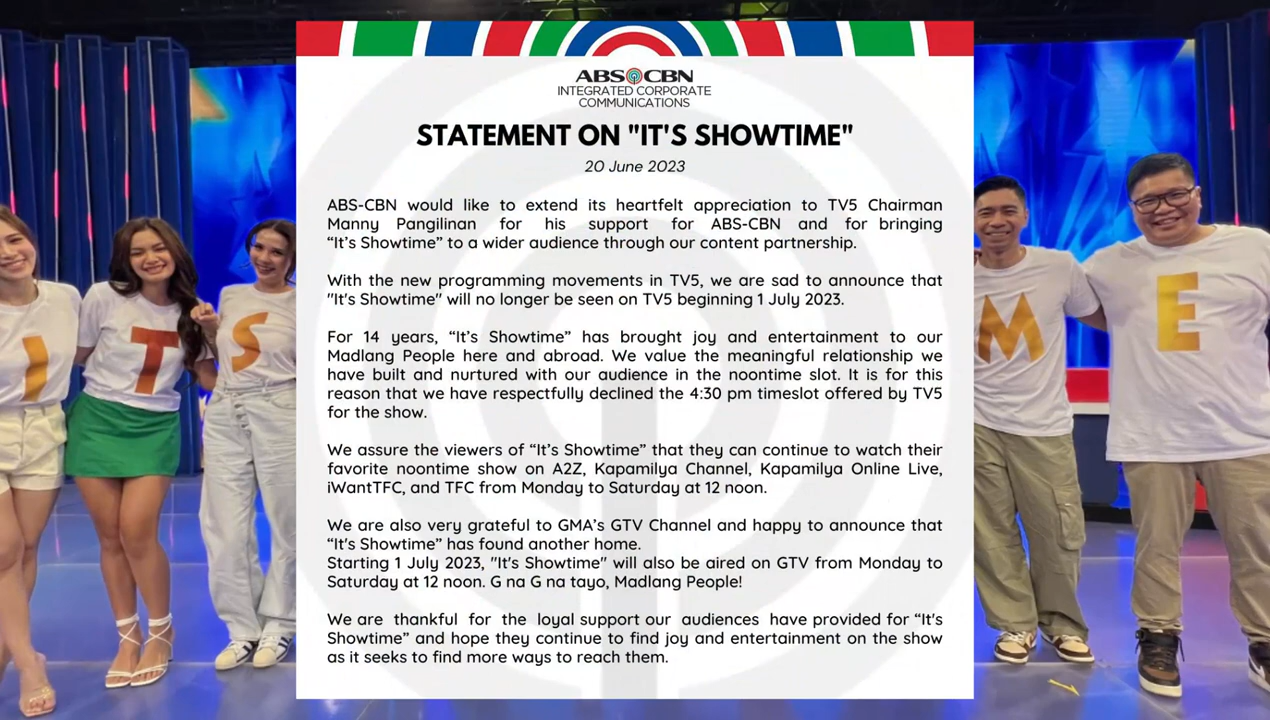 ABS-CBN
INTEGRATED CORPORATE
COMMUNICATIONS
STATEMENT ON "IT'S SHOWTIME"
20 June 2023
ABS-CBN would like to extend its heartfelt appreciation to TV5 Chairman
Manny Pangilinan for his support for ABS-CBN and for bringing
“It’s Showtime” to a wider audience through our content partnership.
With the new programming movements in TV5, we are sad to announce that
"It's Showtime" will no longer be seen on TV5 beginning 1 July 2023.
For 14 years, “It’s Showtime” has brought joy and entertainment to our
Madlang People here and abroad. We value the meaningful relationship we
have built and nurtured with our audience in the noontime slot. It is for this
reason that we have respectfully declined the 4:30 pm timeslot offered by TV5
for the show.
We assure the viewers of “It’s Showtime” that they can continue to watch their
favorite noontime show on A2Z, Kapamilya Channel, Kapamilya Online Live,
iWantTFC, and TFC from Monday to Saturday at 12 noon.
We are also very grateful to GMA’s GTV Channel and happy to announce that
“It's Showtime” has found another home.
Starting 1 July 2023, "It's Showtime" will also be aired on GTV from Monday to
Saturday at 12 noon. G na G na tayo, Madlang People!
We are thankful for the loyal support our audiences have provided for “It's
Showtime” and hope they continue to find joy and entertainment on the show
as it seeks to find more ways to reach them.
I T S M E